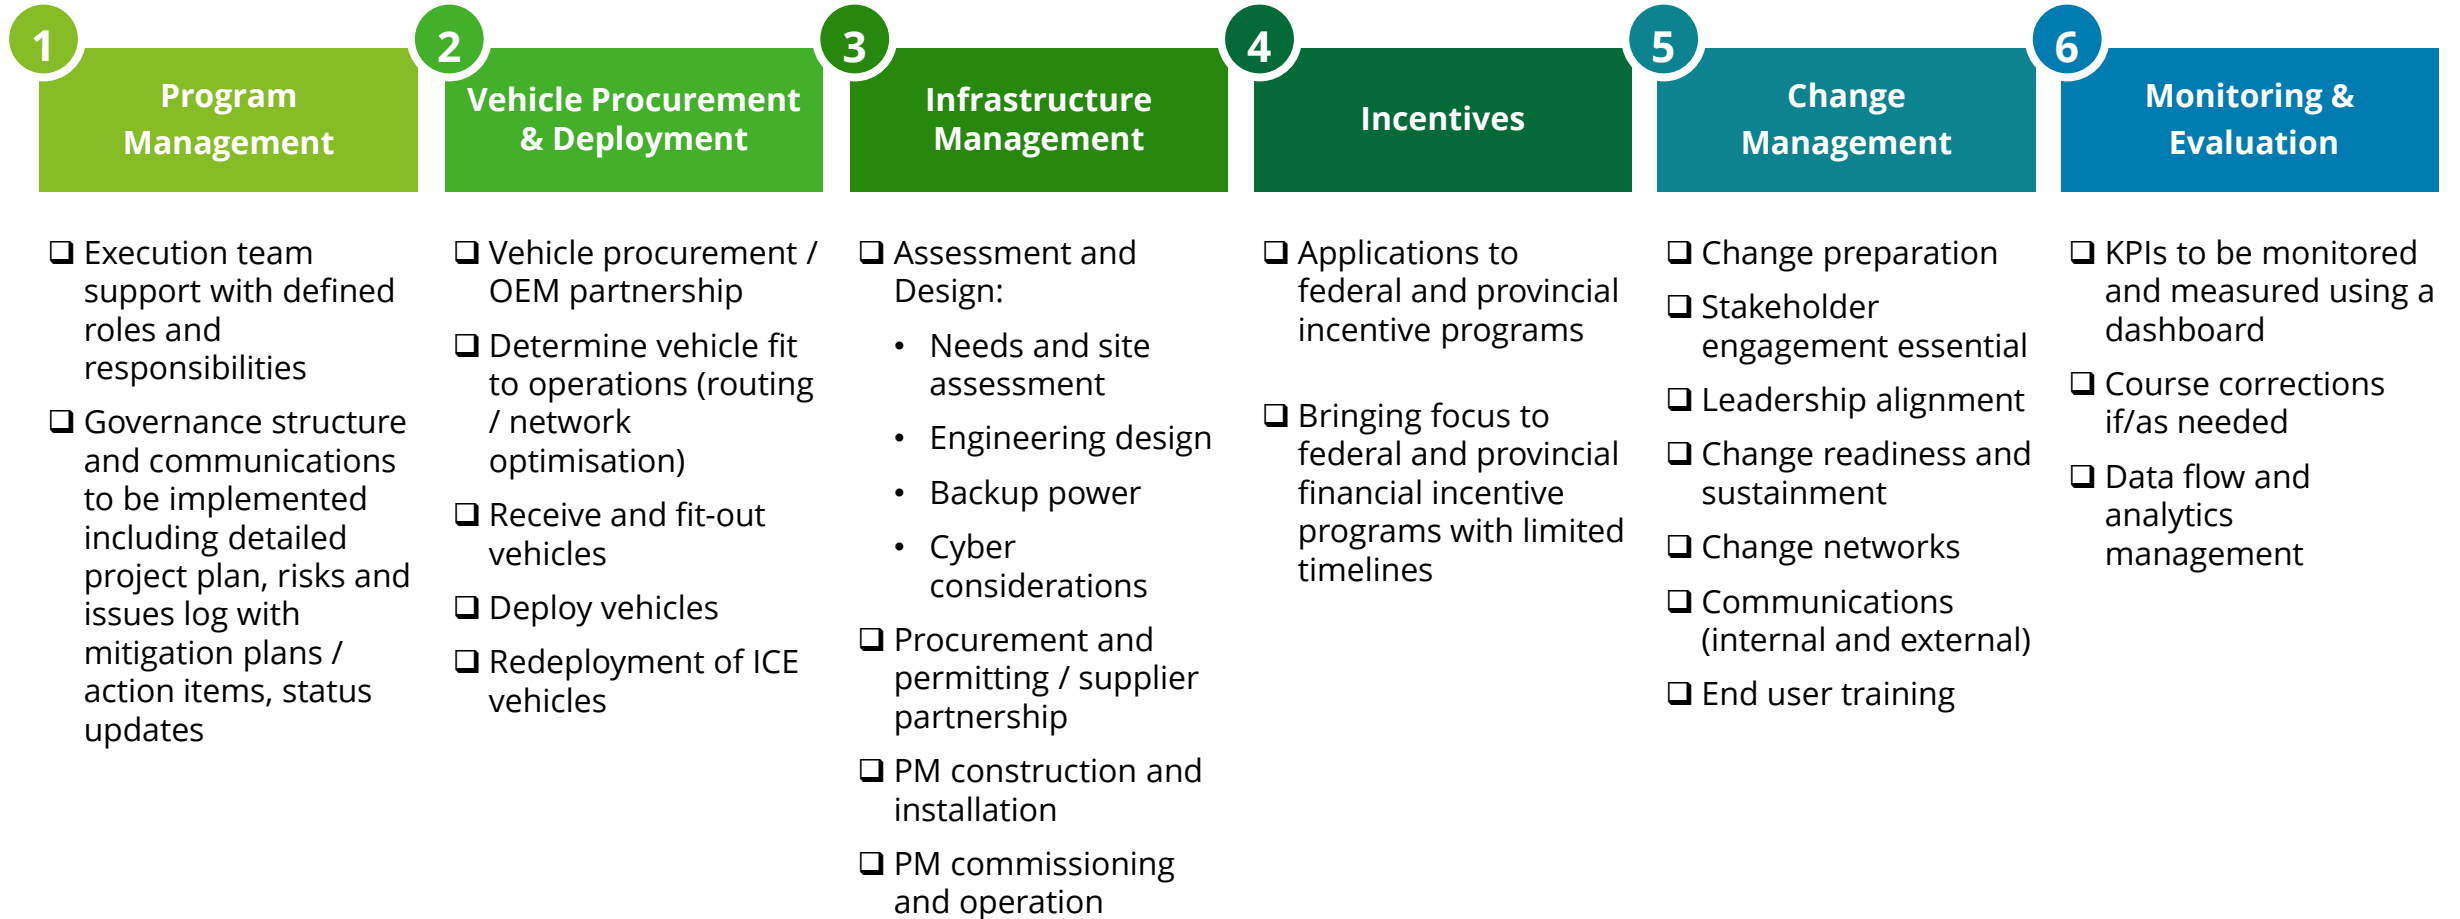 1
Program
Management
❑ Execution team
support with defined
roles and
responsibilities
❑ Governance structure
and communications
to be implemented
including detailed
project plan, risks and
issues log with
mitigation plans /
action items, status
updates
2
Vehicle Procurement
& Deployment
❑ Vehicle procurement /
OEM partnership
❑ Determine vehicle fit
to operations (routing
/ network
optimisation)
❑ Receive and fit-out
vehicles
❑ Deploy vehicles
❑ Redeployment of ICE
vehicles
3
Infrastructure
Management
❑ Assessment and
Design:
• Needs and site
assessment
• Engineering design
• Backup power
• Cyber
considerations
❑ Procurement and
permitting / supplier
partnership
❑ PM construction and
installation
❑ PM commissioning
and operation
4
Incentives
❑ Applications to
federal and provincial
incentive programs
❑ Bringing focus to
federal and provincial
financial incentive
programs with limited
timelines
5
Change
Management
❑ Change preparation
❑ Stakeholder
engagement essential
❑ Leadership alignment
❑ Change readiness and
sustainment
❑ Change networks
❑ Communications
(internal and external)
❑ End user training
6
Monitoring &
Evaluation
❑ KPIs to be monitored
and measured using a
dashboard
❑ Course corrections
if/as needed
❑ Data flow and
analytics
management